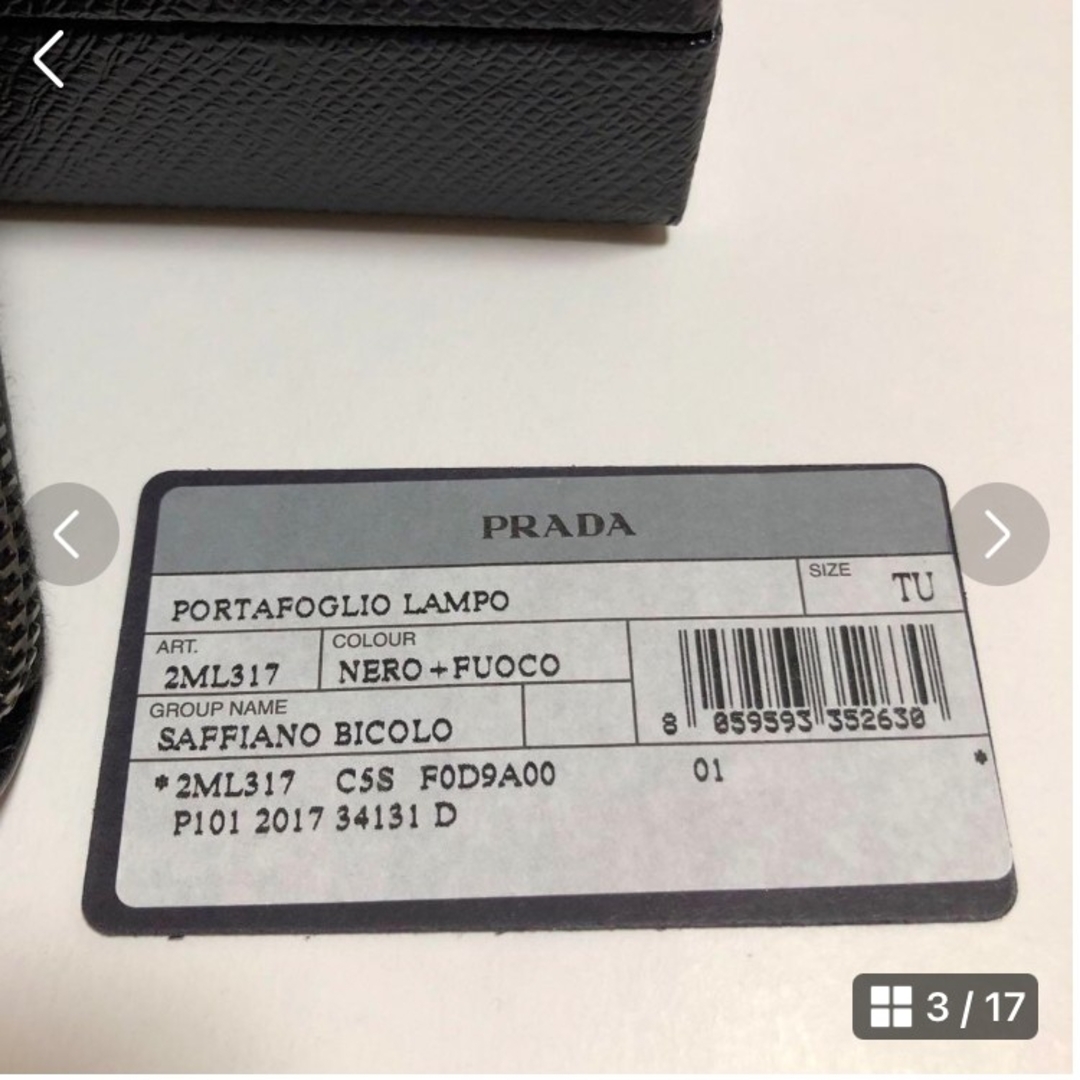 PRADA
PORTAFOGLIO LAMPO
SIZE
TU
ART.
2ML317
COLOUR
NERO+FUOCO
GROUP NAME
SAFFIANO BICOLO
8 059593 352630
*2ML317 C5S F0D9A00 01 *
P101 2017 34131 D
3 / 17